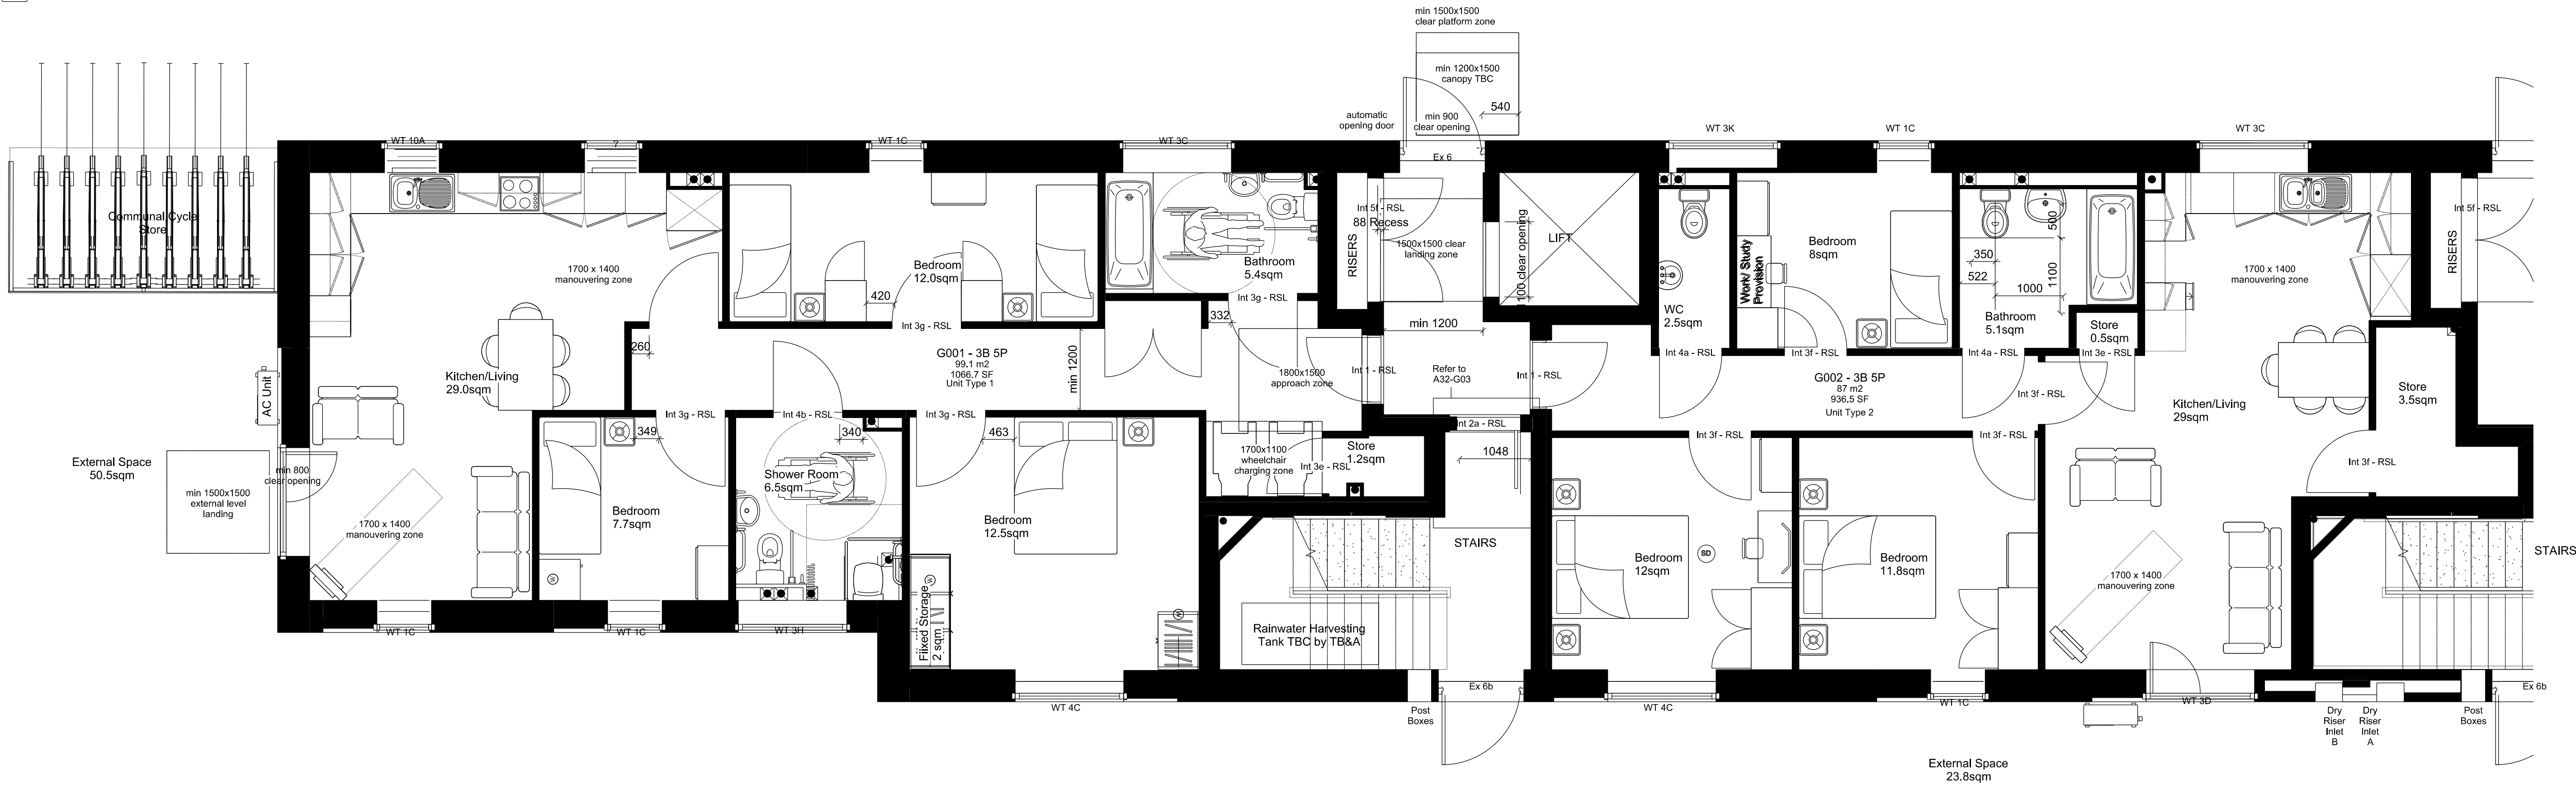 min 1500x1500
clear platform zone
min 1200x1500
canopy TBC
540
automatic
opening door
min 900
clear opening
Ex 6
WT 10A
?
WT 1C
WT 3C
WT 3K
WT 1C
WT 3C
Communal Cycle
Store
1700 x 1400
manouvering zone
Bedroom
12.0sqm
420
Int 3g - RSL
Bathroom
5.4sqm
Int 3g - RSL
332
RISERS
Int 5f - RSL
88 Recess
1500x1500 clear
landing zone
1100 clear opening
LIFT
min 1200
WC
2.5sqm
Int 4a - RSL
Work/ Study
Provision
Bedroom
8sqm
Int 3f - RSL
350
522
500
1100
1000
Bathroom
5.1sqm
Int 4a - RSL
Store
0.5sqm
Int 3e - RSL
1700 x 1400
manouvering zone
RISERS
Int 5f - RSL
260
G001 - 3B 5P
99.1 m2
1066.7 SF
Unit Type 1
min 1200
1800x1500
approach zone
Int 1 - RSL
Refer to
A32-G03
Int 1 - RSL
G002 - 3B 5P
87 m2
936.5 SF
Unit Type 2
Int 3f - RSL
Kitchen/Living
29.0sqm
AC Unit
Kitchen/Living
29sqm
Store
3.5sqm
Int 3g - RSL
Int 4b - RSL
Int 3g - RSL
349
340
463
Int 2a - RSL
1048
Int 3f - RSL
Int 3f - RSL
Int 3f - RSL
External Space
50.5sqm
min 800
clear opening
min 1500x1500
external level
landing
1700 x 1400
manouvering zone
Bedroom
7.7sqm
W
Shower Room
6.5sqm
Bedroom
12.5sqm
1700x1100
wheelchair
charging zone
Int 3e - RSL
Store
1.2sqm
STAIRS
Bedroom
12sqm
SD
Bedroom
11.8sqm
1700 x 1400
manouvering zone
STAIRS
Fiixed Storage
2 sqm
W
W
Rainwater Harvesting
Tank TBC by TB&A
WT 1C
WT 1C
WT 3H
WT 4C
Post
Boxes
Ex 6b
WT 4C
WT 1C
WT 3D
Dry
Riser
Inlet
B
Dry
Riser
Inlet
A
Post
Boxes
Ex 6b
External Space
23.8sqm